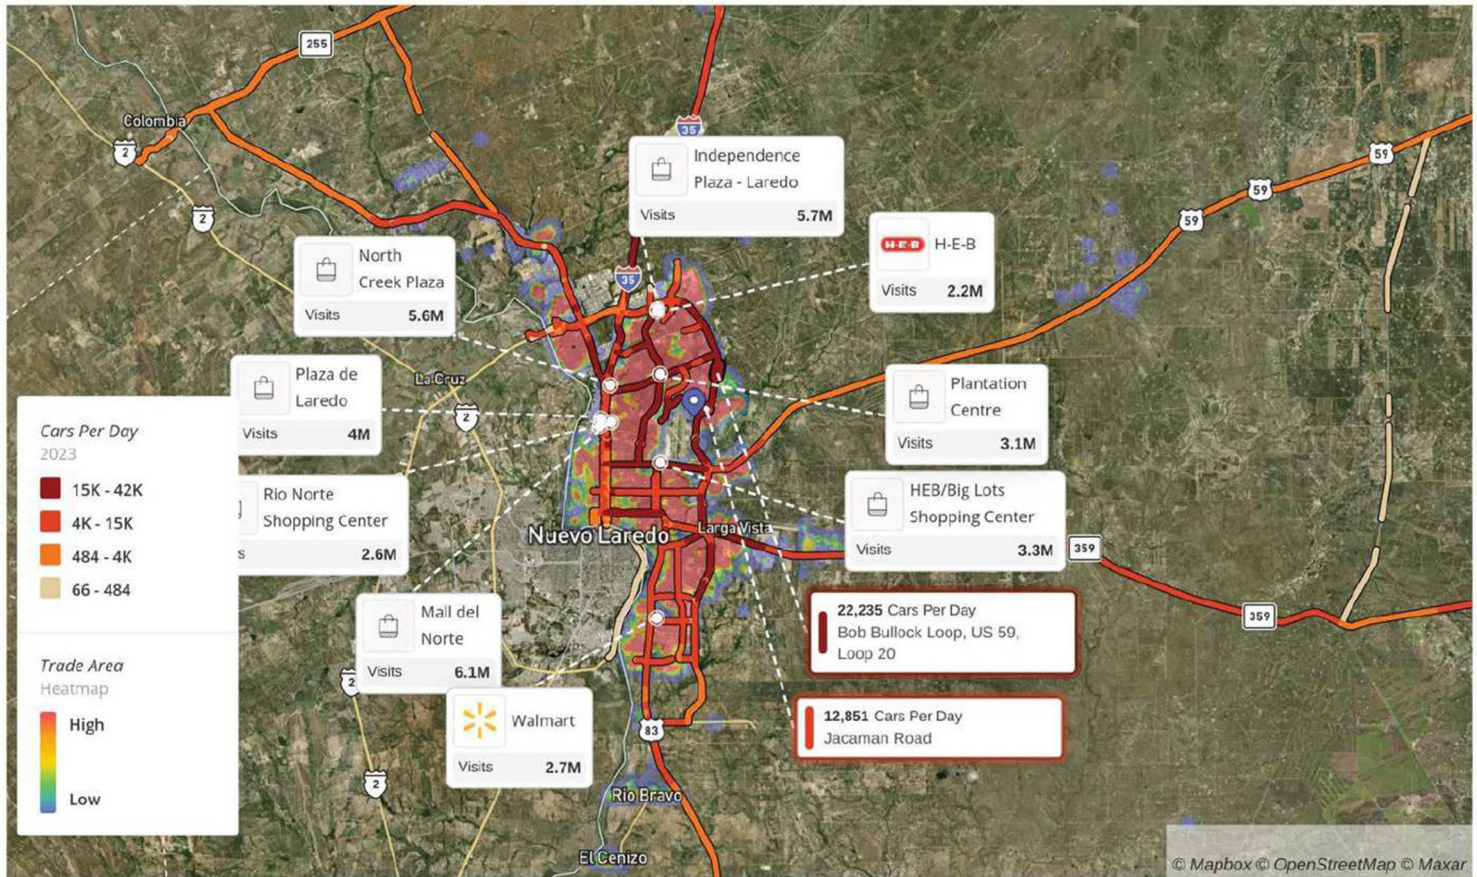 255
Colombia
2
2
35
Independence
Plaza - Laredo
Visits 5.7M
59
59
59
H-E-B H-E-B
Visits 2.2M
North
Creek Plaza
Visits 5.6M
35
La Cruz
2
Plaza de
Laredo
Visits 4M
Plantation
Centre
Visits 3.1M
Cars Per Day
2023
15K - 42K
4K - 15K
484 - 4K
66 - 484
Trade Area
Heatmap
High
Low
Rio Norte
Shopping Center
s 2.6M
HEB/Big Lots
Shopping Center
Visits 3.3M
Nuevo Laredo
Larga Vista
359
359
Mall del
Norte
Visits 6.1M
22,235 Cars Per Day
Bob Bullock Loop, US 59,
Loop 20
2
Walmart
Visits 2.7M
12,851 Cars Per Day
Jacaman Road
83
2
Rio Bravo
El Cenizo
© Mapbox © OpenStreetMap © Maxar